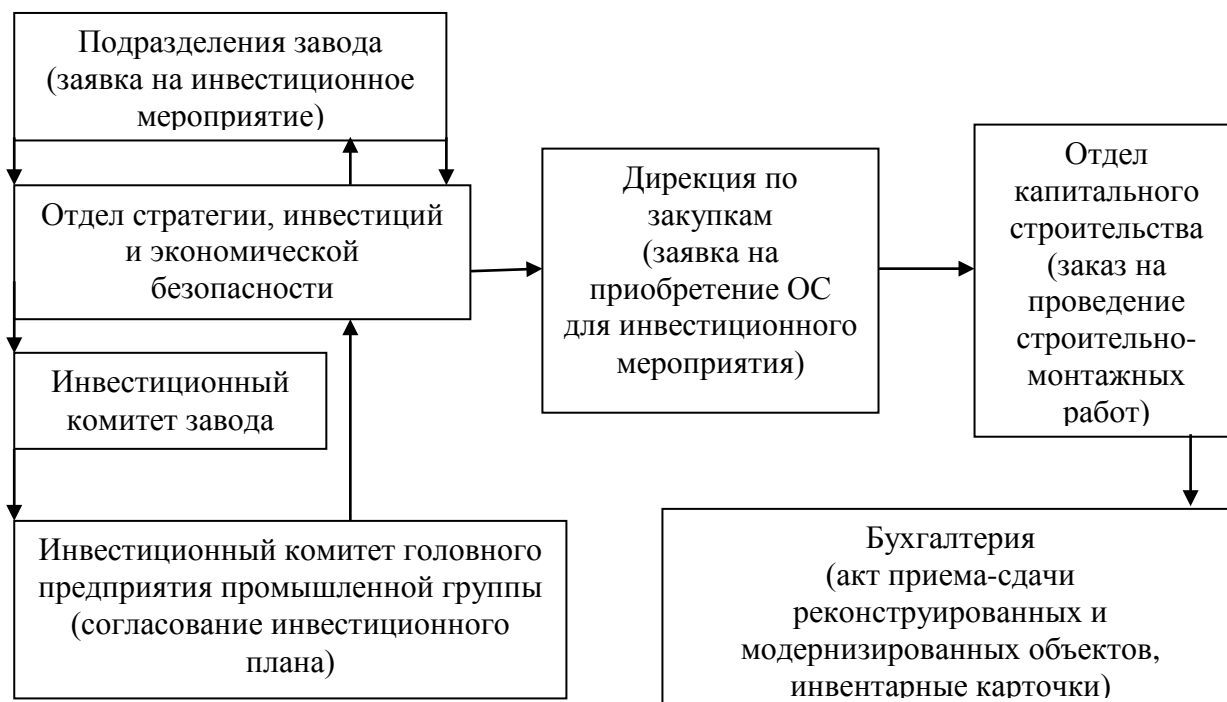 Подразделения завода
(заявка на инвестиционное
мероприятие)
Отдел стратегии, инвестиций
и экономической
безопасности
Инвестиционный
комитет завода
Инвестиционный комитет головного
предприятия промышленной группы
(согласование инвестиционного
плана)
Дирекция по
закупкам
(заявка на
приобретение ОС
для инвестиционного
мероприятия)
Отдел
капитального
строительства
(заказ на
проведение
строительно-
монтажных
работ)
Бухгалтерия
(акт приема-сдачи
реконструированных и
модернизированных объектов,
инвентарные карточки)